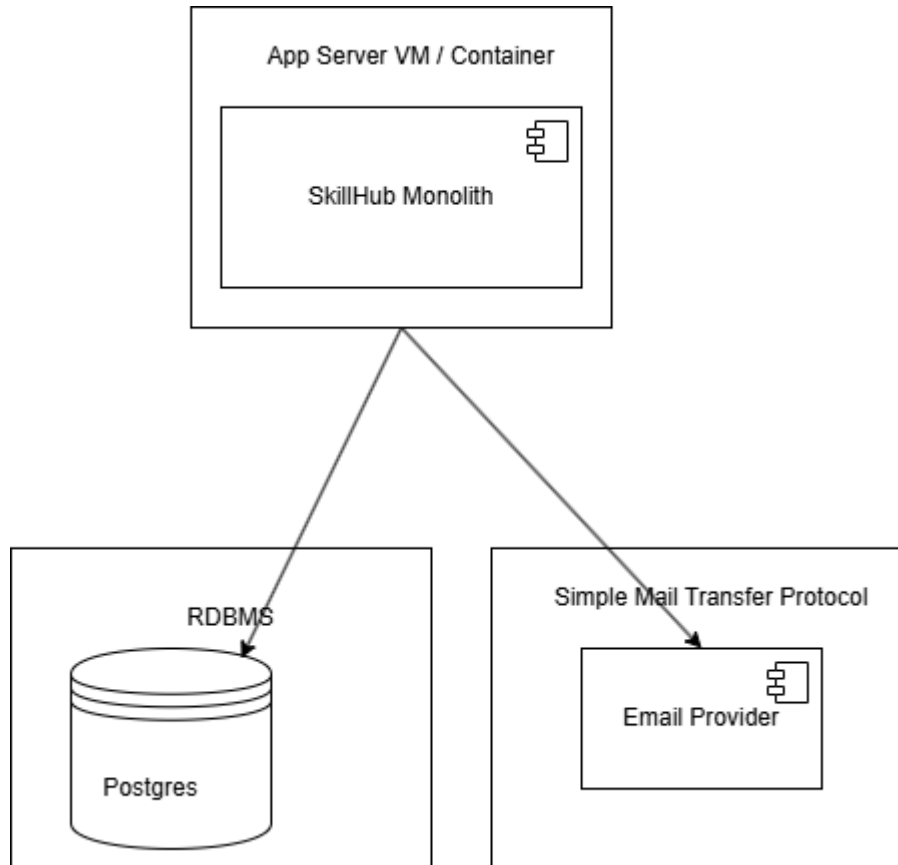 App Server VM / Container
SkillHub Monolith
RDBMS
Postgres
Simple Mail Transfer Protocol
Email Provider